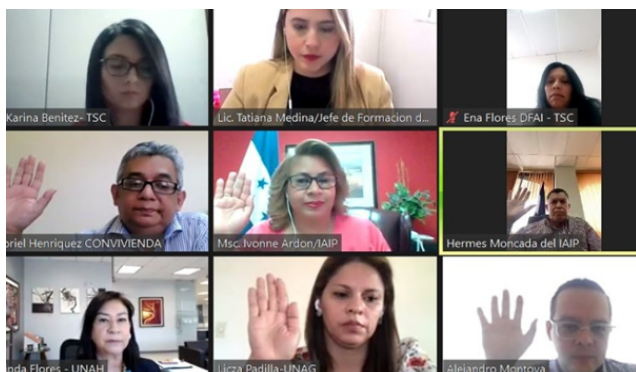 Karina Benitez- TSC
Lic. Tatiana Medina/Jefe de Formacion d...
Ena Flores DFAI - TSC
briel Henriquez CONVIVIENDA
Msc. Ivonne Ardon/IAIP
Hermes Moncada del IAIP
nda Flores - UNAH
Licza Padilla-UNAG
Alejandro Montoya